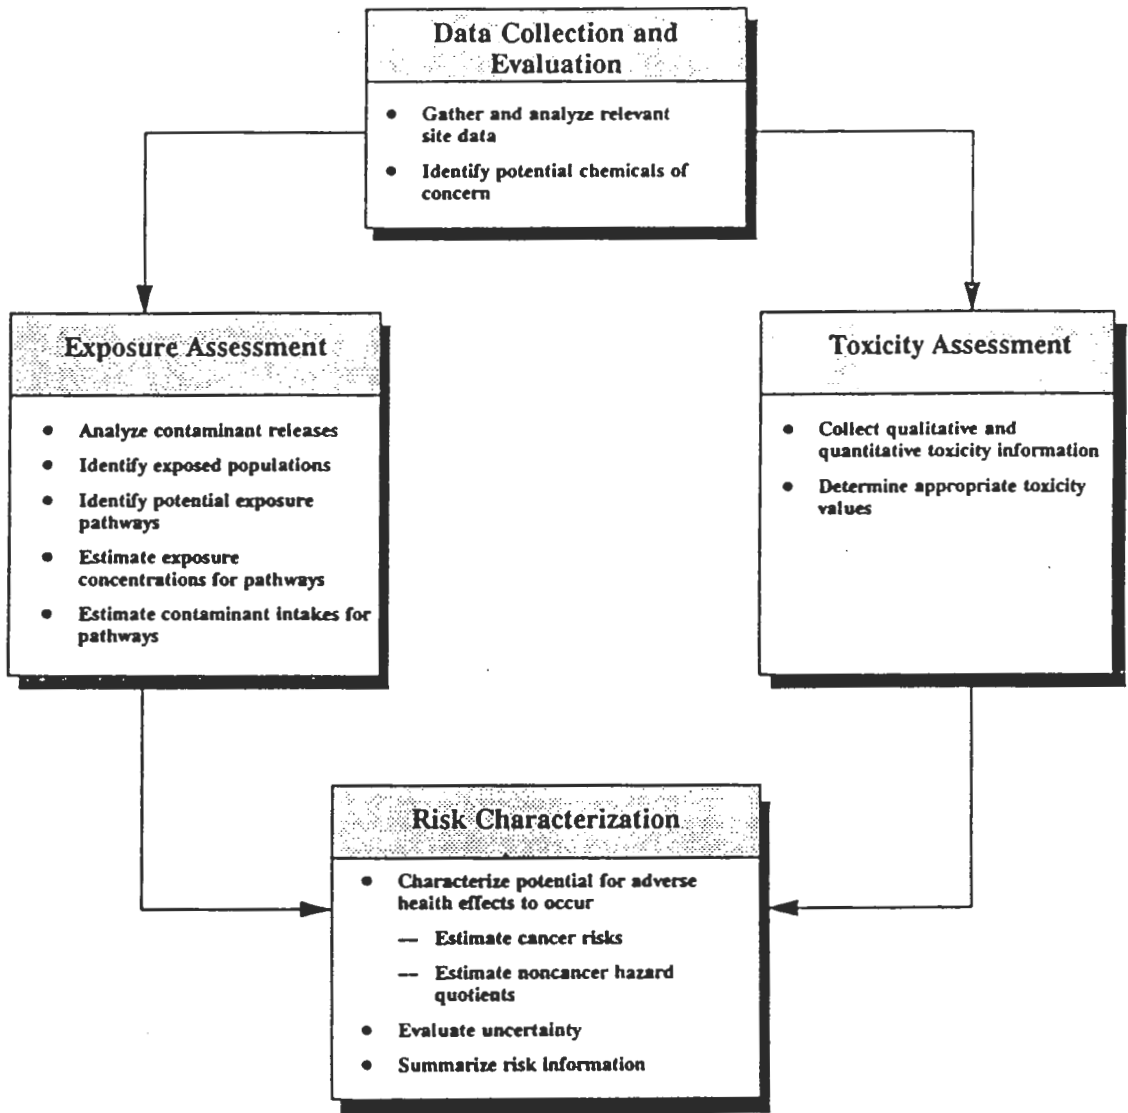 Data Collection and
Evaluation
• Gather and analyze relevant
site data
• Identify potential chemicals of
concern
Exposure Assessment
• Analyze contaminant releases
• Identify exposed populations
• Identify potential exposure
pathways
• Estimate exposure
concentrations for pathways
• Estimate contaminant intakes for
pathways
Toxicity Assessment
• Collect qualitative and
quantitative toxicity information
• Determine appropriate toxicity
values
Risk Characterization
• Characterize potential for adverse
health effects to occur
— Estimate cancer risks
— Estimate noncancer hazard
quotients
• Evaluate uncertainty
• Summarize risk information